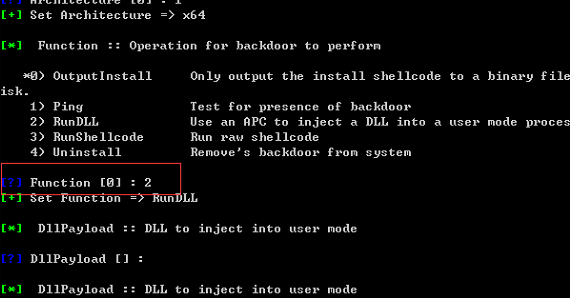 [?] Architecture [0] : 1
[+] Set Architecture => x64
[*] Function :: Operation for backdoor to perform
*0) OutputInstall Only output the install shellcode to a binary file
isk.
1) Ping Test for presence of backdoor
2) RunDLL Use an APC to inject a DLL into a user mode proces
3) RunShellcode Run raw shellcode
4) Uninstall Remove's backdoor from system
[?] Function [0] : 2
[+] Set Function => RunDLL
[*] DllPayload :: DLL to inject into user mode
[?] DllPayload [] :
[*] DllPayload :: DLL to inject into user mode